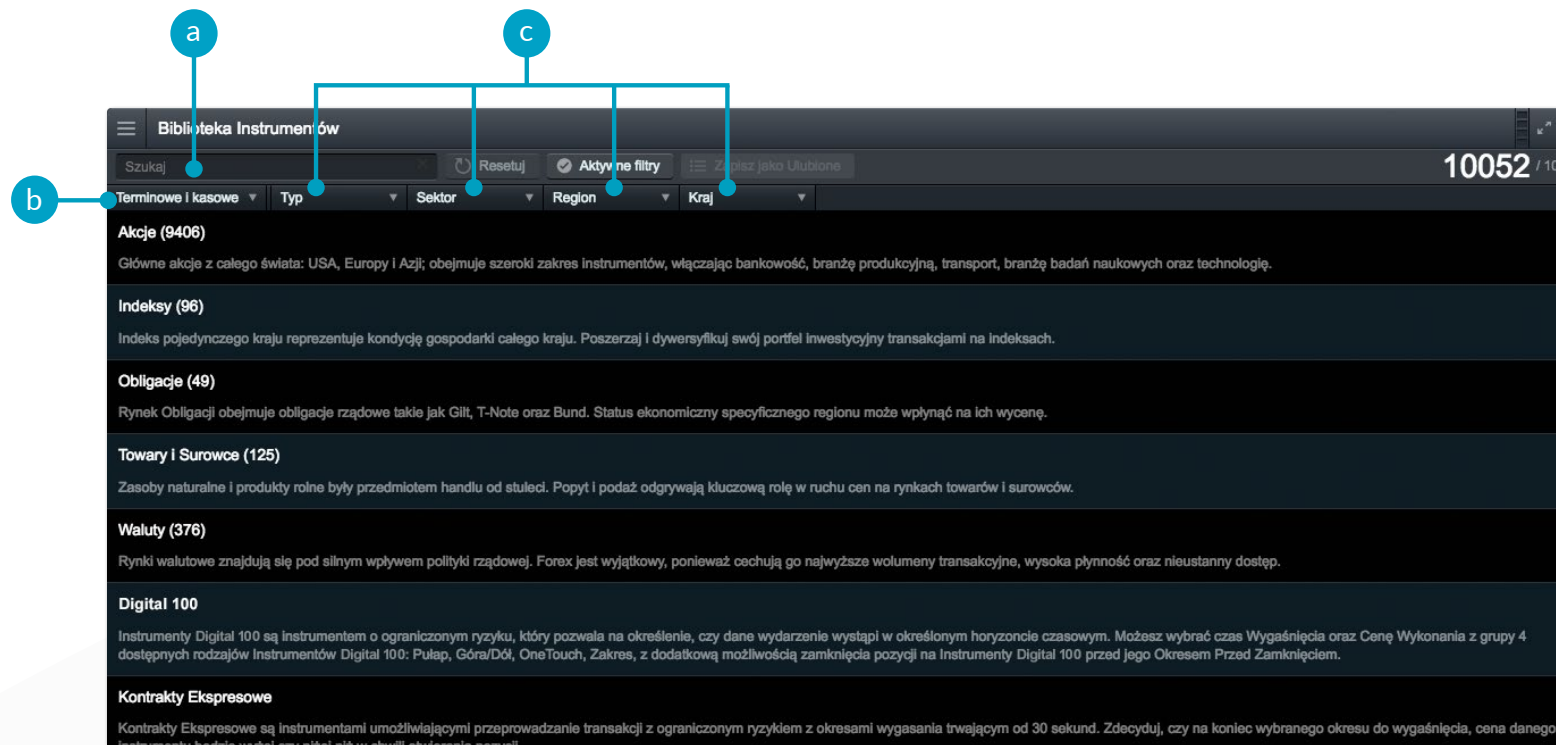 a
c
Biblioteka Instrumentów
Szukaj
Resetuj
Aktywne filtry
Zapisz jako Ulubione
10052 / 10
b
Terminowe i kasowe
Typ
Sektor
Region
Kraj
Akcje (9406)
Główne akcje z całego świata: USA, Europy i Azji; obejmuje szeroki zakres instrumentów, włączając bankowość, branżę produkcyjną, transport, branżę badań naukowych oraz technologię.
Indeksy (96)
Indeks pojedynczego kraju reprezentuje kondycję gospodarki całego kraju. Poszerzaj i dywersyfikuj swój portfel inwestycyjny transakcjami na indeksach.
Obligacje (49)
Rynek Obligacji obejmuje obligacje rządowe takie jak Gilt, T-Note oraz Bund. Status ekonomiczny specyficznego regionu może wpłynąć na ich wycenę.
Towary i Surowce (125)
Zasoby naturalne i produkty rolne były przedmiotem handlu od stuleci. Popyt i podaż odgrywają kluczową rolę w ruchu cen na rynkach towarów i surowców.
Waluty (376)
Rynki walutowe znajdują się pod silnym wpływem polityki rządowej. Forex jest wyjątkowy, ponieważ cechują go najwyższe wolumeny transakcyjne, wysoka płynność oraz nieustanny dostęp.
Digital 100
Instrumenty Digital 100 są instrumentem o ograniczonym ryzyku, który pozwala na określenie, czy dane wydarzenie wystąpi w określonym horyzoncie czasowym. Możesz wybrać czas Wygaśnięcia oraz Cenę Wykonania z grupy 4
dostępnych rodzajów Instrumentów Digital 100: Pułap, Góra/Dół, OneTouch, Zakres, z dodatkową możliwością zamknięcia pozycji na Instrumenty Digital 100 przed jego Okresem Przed Zamknięciem.
Kontrakty Ekspresowe
Kontrakty Ekspresowe są instrumentami umożliwiającymi przeprowadzanie transakcji z ograniczonym ryzykiem z okresami wygasania trwającym od 30 sekund. Zdecyduj, czy na koniec wybranego okresu do wygaśnięcia, cena danego